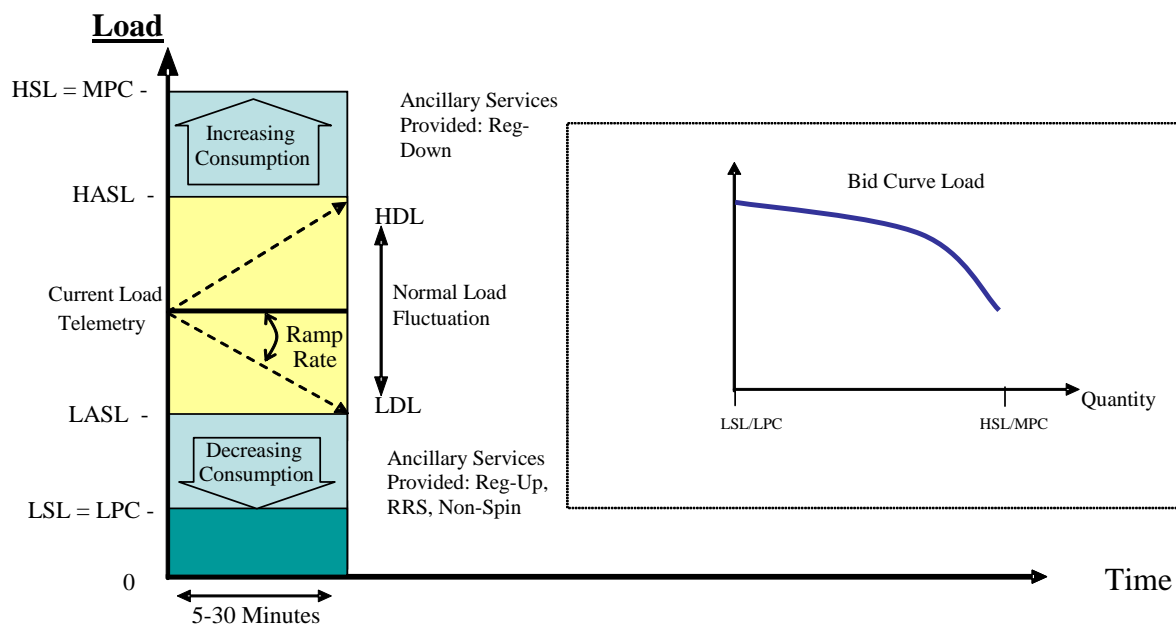 Load
HSL = MPC -
Increasing
Consumption
Ancillary Services
Provided: Reg-
Down
HASL -
HDL
Current Load
Telemetry
Normal Load
Fluctuation
Ramp
Rate
LDL
LASL -
Decreasing
Consumption
Ancillary Services
Provided: Reg-Up,
RRS, Non-Spin
LSL = LPC -
0
5-30 Minutes
Time
Bid Curve Load
Quantity
LSL/LPC
HSL/MPC